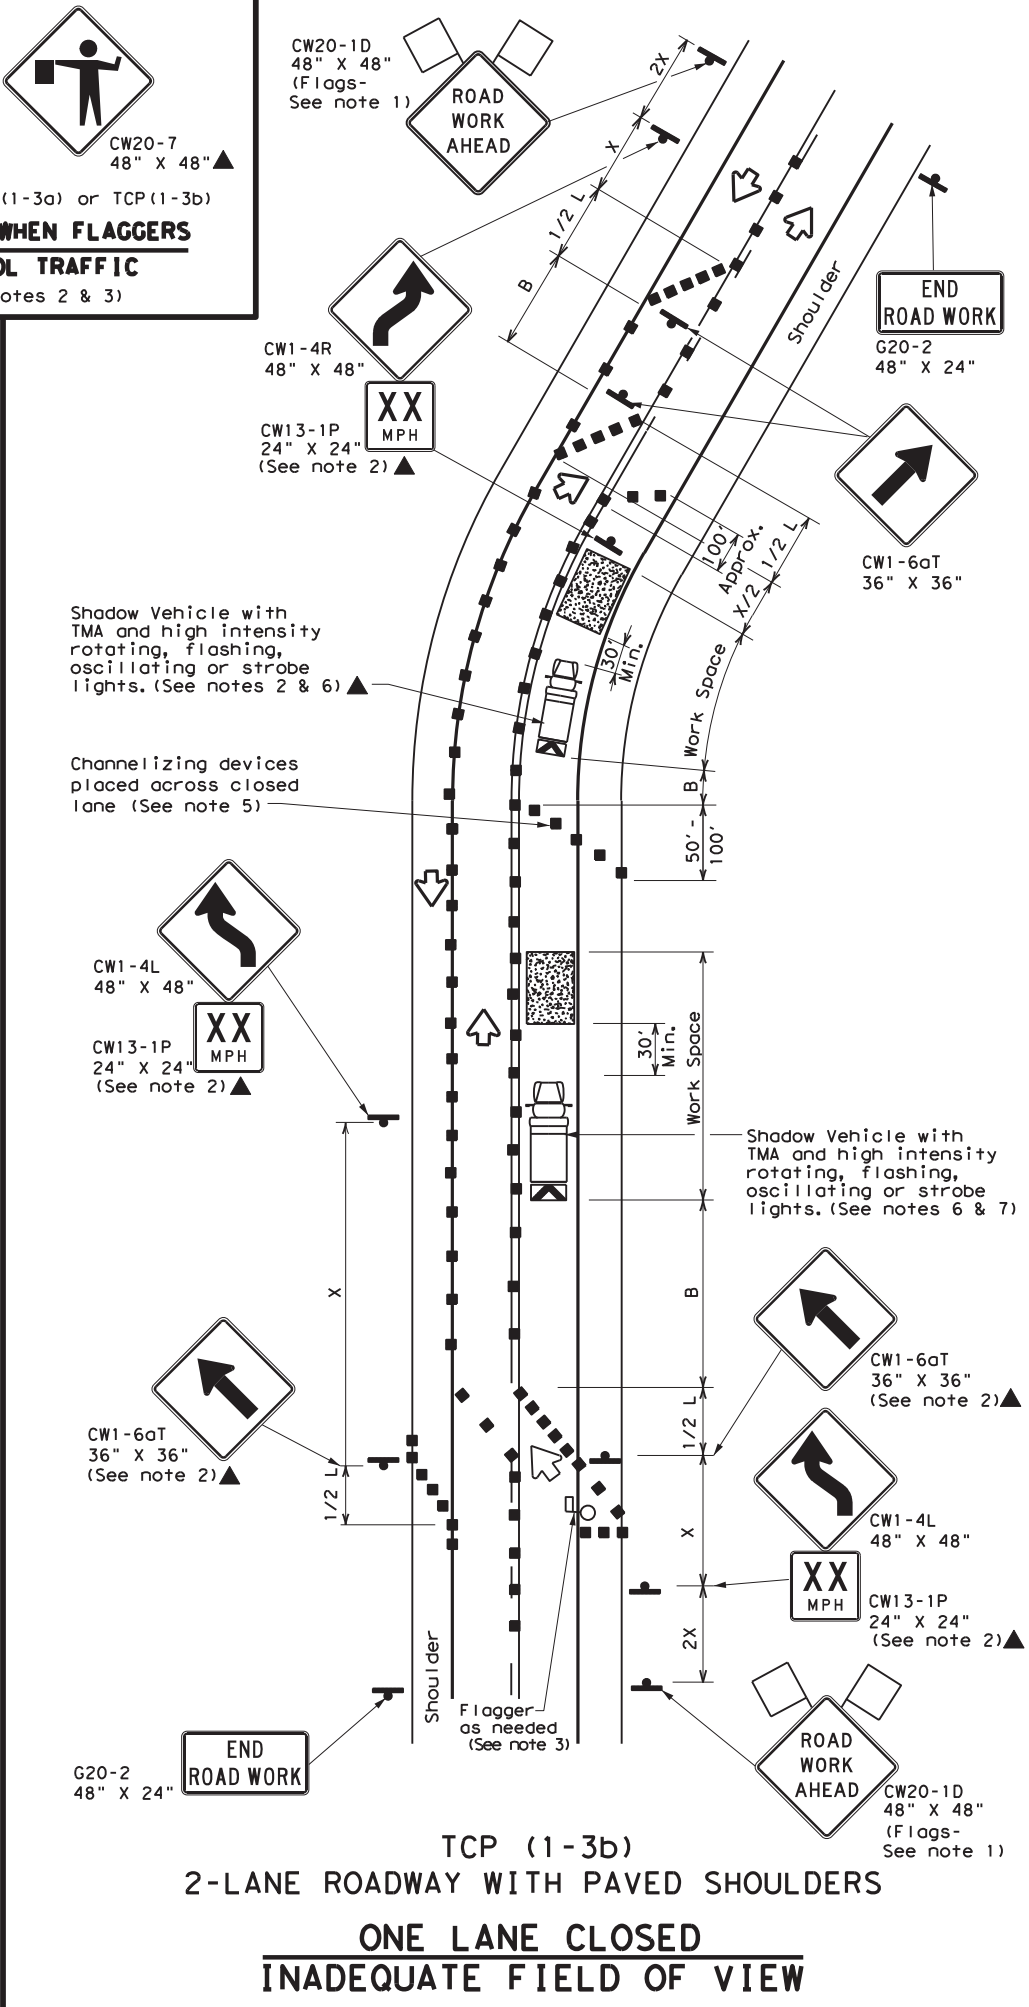 CW20-7
48" X 48"
(1-3a) or TCP(1-3b)
WHEN FLAGGERS
OL TRAFFIC
otes 2 & 3)
CW20-1D
48" X 48"
(Flags-
See note 1)
ROAD
WORK
AHEAD
2X
X
1/2 L
B
CW1-4R
48" X 48"
XX
MPH
CW13-1P
24" X 24"
(See note 2)
Shoulder
END
ROAD WORK
G20-2
48" X 24"
CW1-6aT
36" X 36"
100'
Approx.
1/2 L
X/2
30'
Min.
Work Space
B
50'-
100'
Shadow Vehicle with
TMA and high intensity
rotating, flashing,
oscillating or strobe
lights. (See notes 2 & 6)
Channelizing devices
placed across closed
lane (See note 5)
CW1-4L
48" X 48"
XX
MPH
CW13-1P
24" X 24"
(See note 2)
30'
Min.
Work Space
Shadow Vehicle with
TMA and high intensity
rotating, flashing,
oscillating or strobe
lights. (See notes 6 & 7)
X
B
CW1-6aT
36" X 36"
(See note 2)
1/2 L
CW1-6aT
36" X 36"
(See note 2)
1/2 L
X
CW1-4L
48" X 48"
XX
MPH
CW13-1P
24" X 24"
(See note 2)
2X
Shoulder
Flagger
as needed
(See note 3)
END
ROAD WORK
G20-2
48" X 24"
ROAD
WORK
AHEAD
CW20-1D
48" X 48"
(Flags-
See note 1)
TCP (1-3b)
2-LANE ROADWAY WITH PAVED SHOULDERS
ONE LANE CLOSED
INADEQUATE FIELD OF VIEW